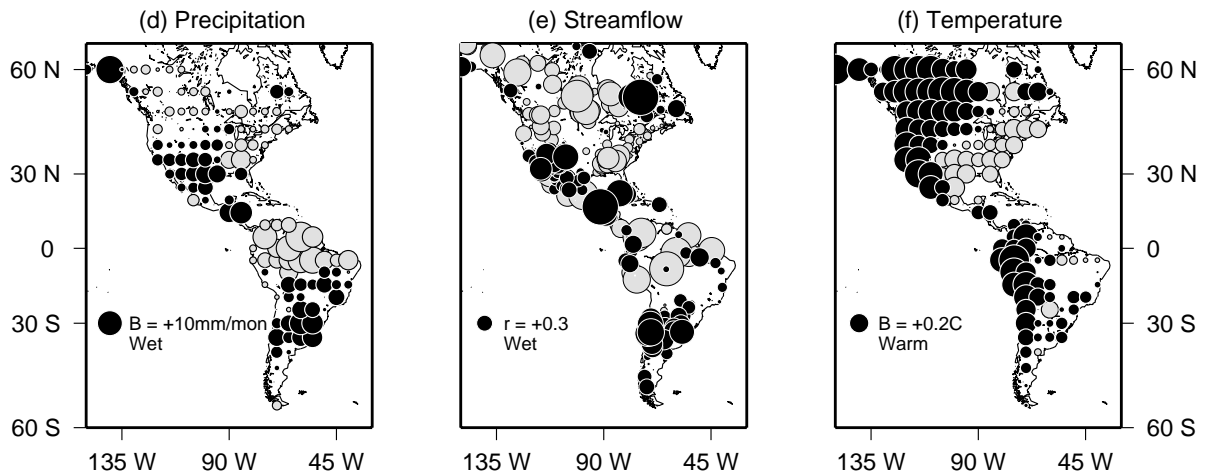 (d) Precipitation
(e) Streamflow
(f) Temperature
60 N
30 N
0
30 S
60 S
B = +10mm/mon
Wet
r = +0.3
Wet
B = +0.2C
Warm
60 N
30 N
0
30 S
60 S
135 W
90 W
45 W
135 W
90 W
45 W
135 W
90 W
45 W